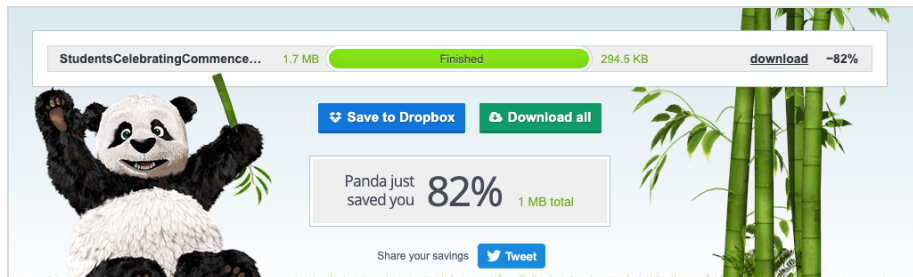 StudentsCelebratingCommence... 1.7 MB Finished 294.5 KB download −82%
Save to Dropbox Download all
Panda just
saved you 82% 1 MB total
Share your savings Tweet